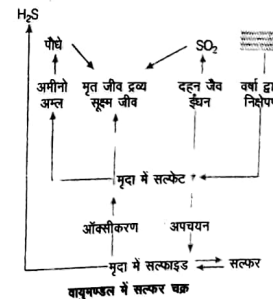 H₂S
पौधे
SO₂
अमीनो
अम्ल
मृत जीव द्रव्य
सूक्ष्म जीव
दहन जैव
ईंधन
वर्षा द्वा
निक्षेपण
मृदा में सल्फेट
ऑक्सीकरण
अपचयन
मृदा में सल्फाइड
सल्फर
वायुमण्डल में सल्फर चक्र